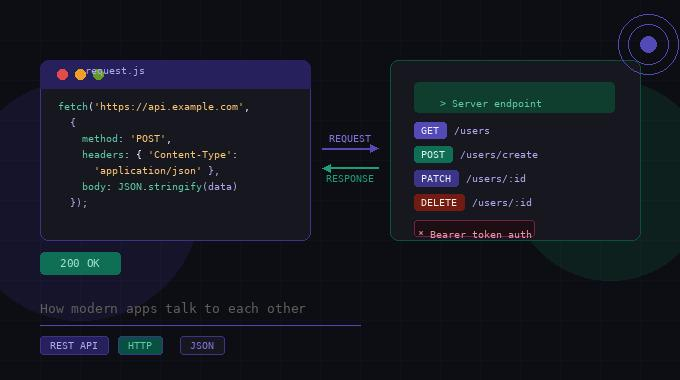 request.js
fetch('https://api.example.com',
{
method: 'POST',
headers: { 'Content-Type':
'application/json' },
body: JSON.stringify(data)
});
REQUEST
RESPONSE
> Server endpoint
GET /users
POST /users/create
PATCH /users/:id
DELETE /users/:id
* Bearer token auth
200 OK
How modern apps talk to each other
REST API HTTP JSON